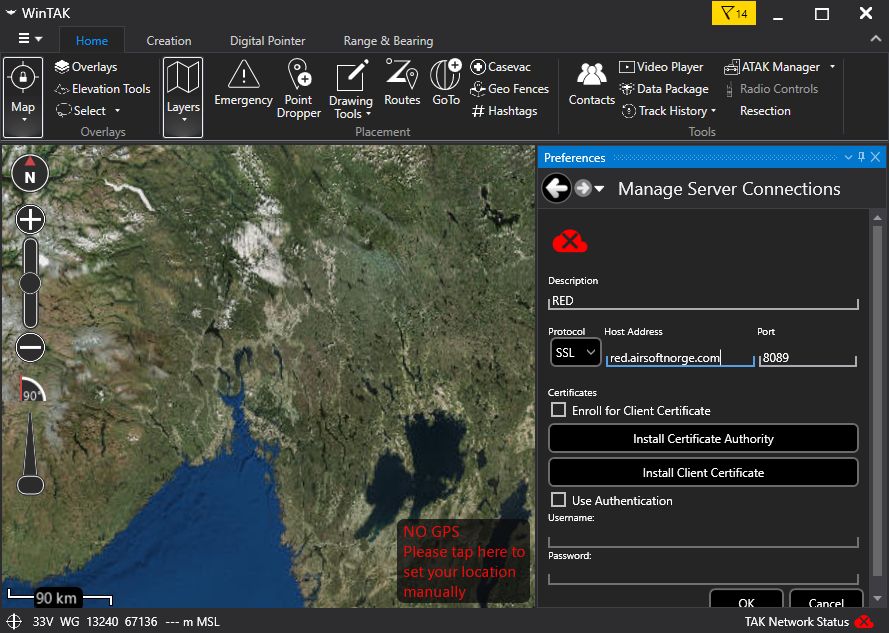 WinTAK
14
Home Creation Digital Pointer Range & Bearing
Map
Overlays
Elevation Tools
Select
Overlays
Layers
Emergency
Point
Dropper
Drawing
Tools
Routes
GoTo
Casevac
Geo Fences
Hashtags
Placement
Contacts
Video Player
Data Package
Track History
ATAK Manager
Radio Controls
Resection
Tools
N
90°
NO GPS
Please tap here to
set your location
manually
90 km
Preferences
Manage Server Connections
Description
RED
Protocol Host Address Port
SSL red.airsoftnorge.com 8089
Certificates
Enroll for Client Certificate
Install Certificate Authority
Install Client Certificate
Use Authentication
Username:
Password:
OK Cancel
33V WG 13240 67136 --- m MSL
TAK Network Status